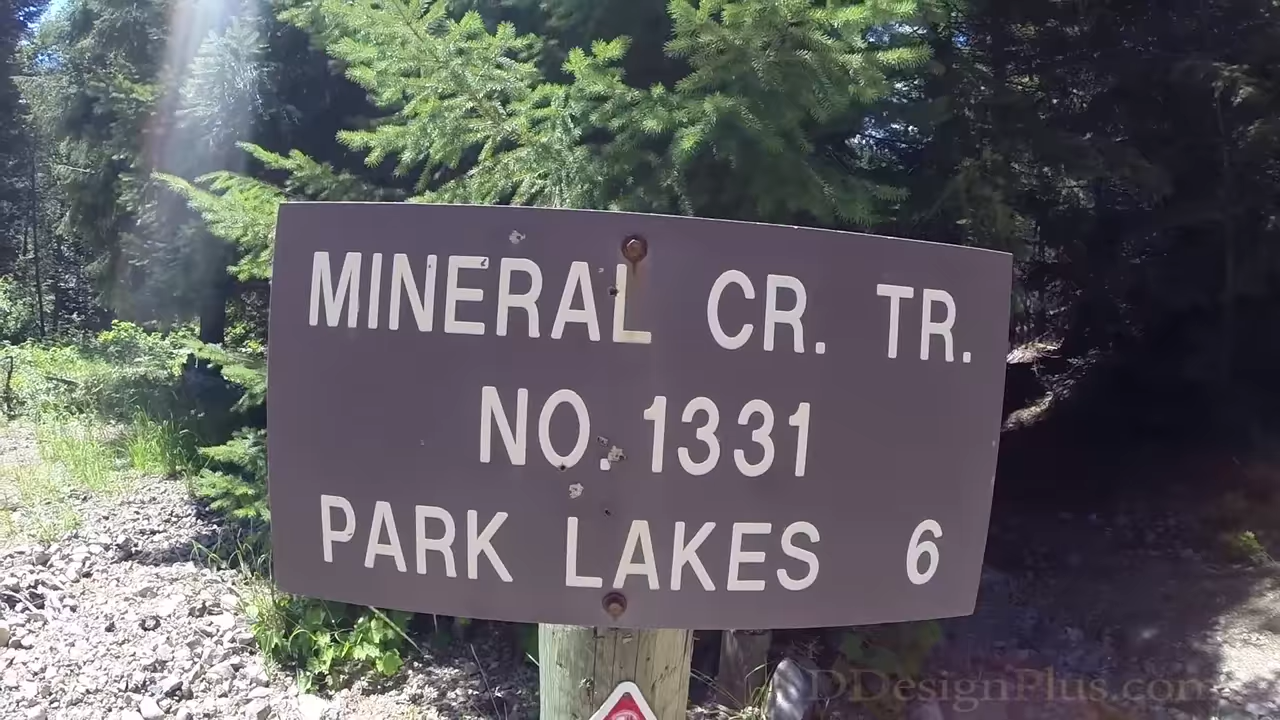 MINERAL CR. TR.
NO. 1331
PARK LAKES 6
DDesignPlus.com